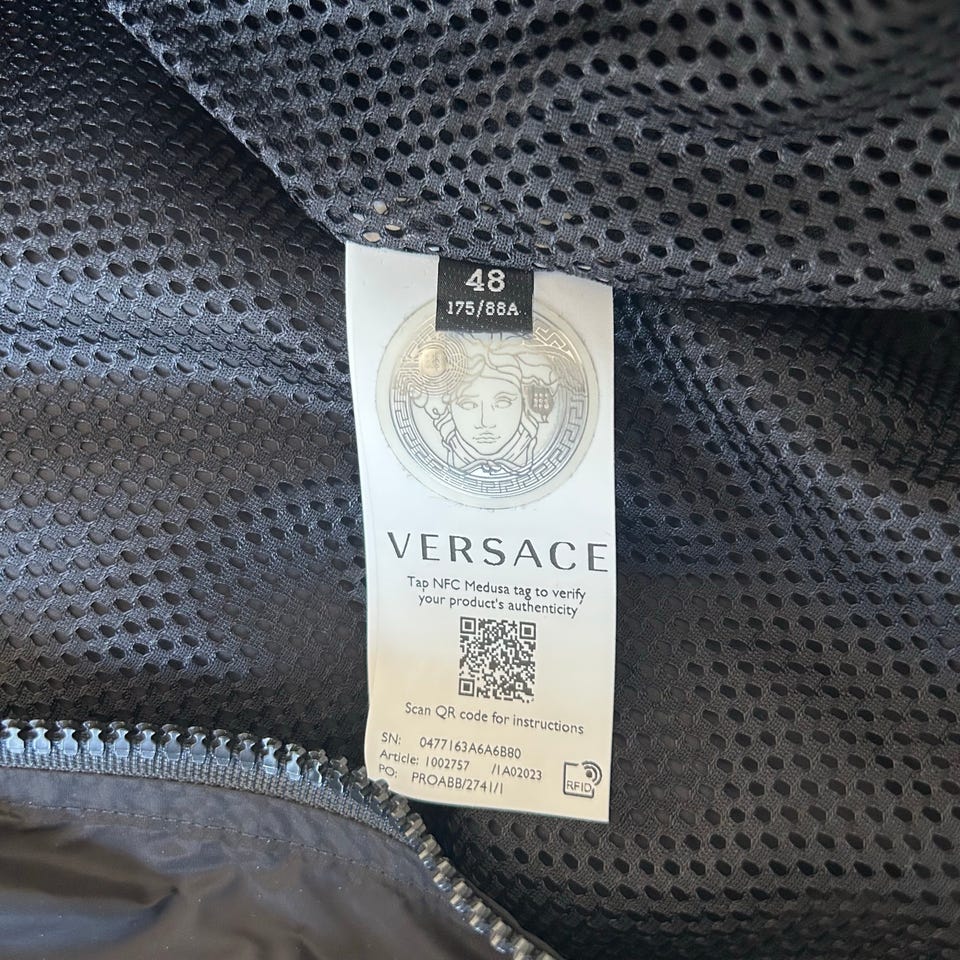 48
175/88A
VERSACE
Tap NFC Medusa tag to verify
your product's authenticity
Scan QR code for instructions
SN: 0477163A6A6B80
Article: 1002757 /1A02023
PO: PROABB/2741/1
RFID